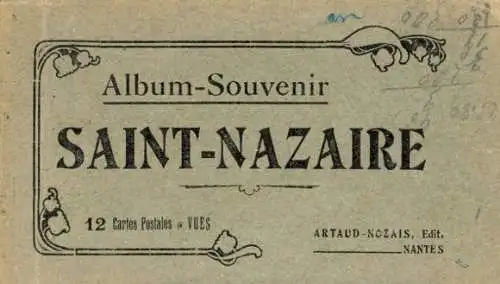 Album-Souvenir
SAINT-NAZAIRE
12 Cartes Postales VUES
ARTAUD-NOZAIS, Edit.
NANTES